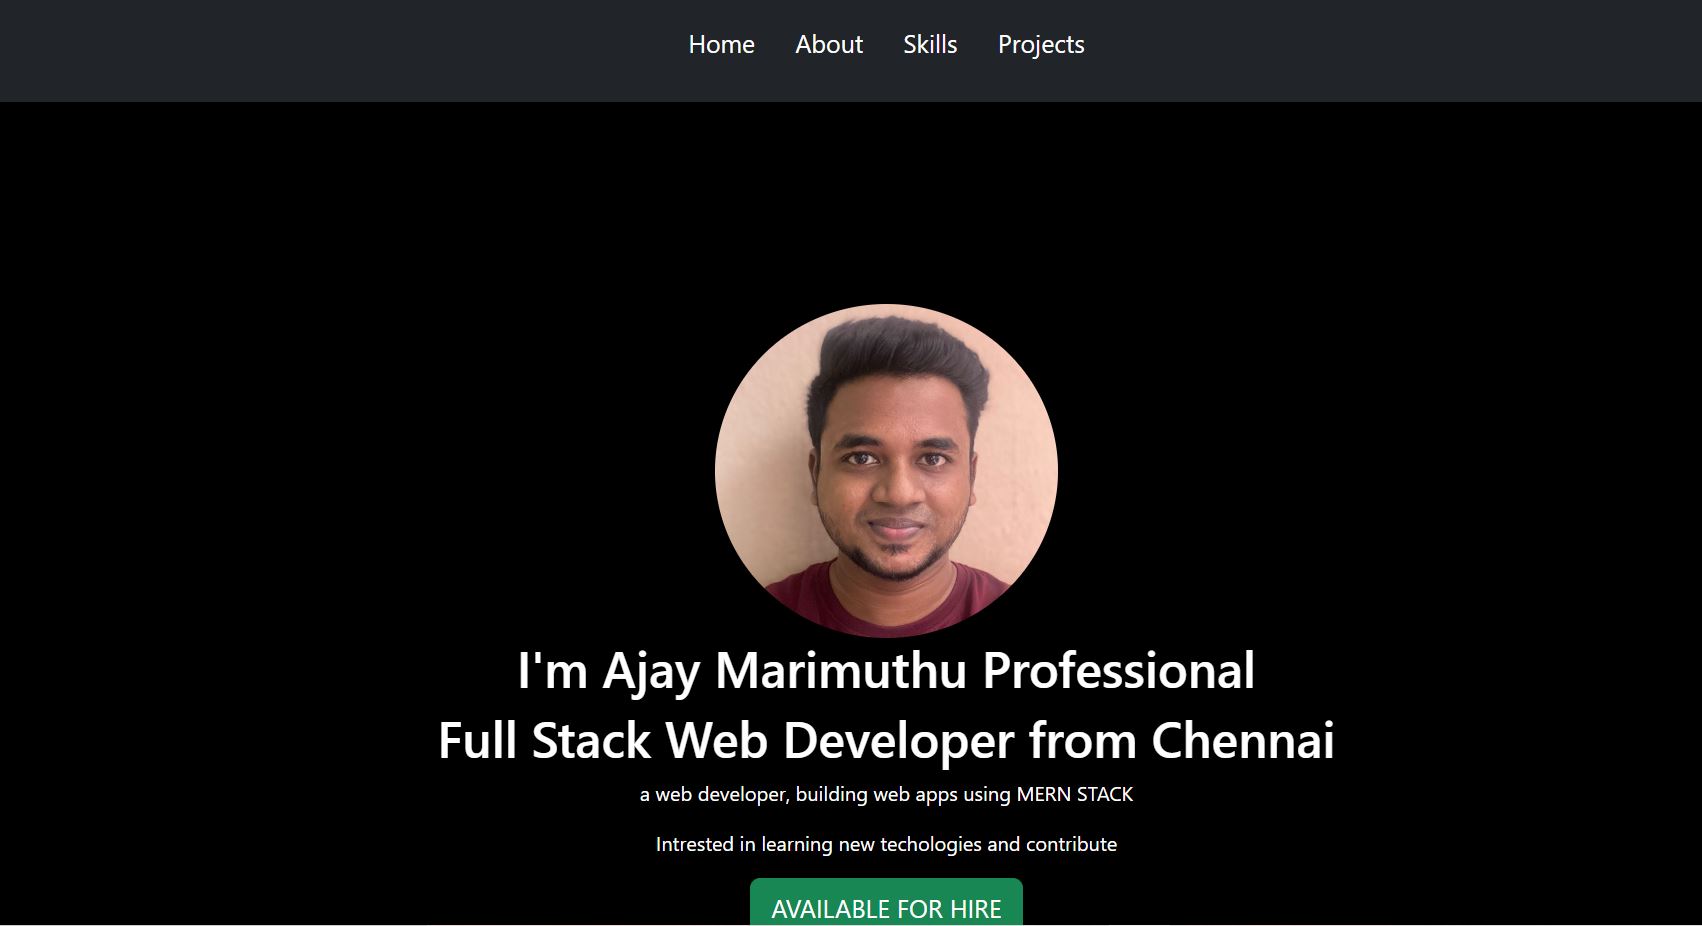 Home About Skills Projects
I'm Ajay Marimuthu Professional
Full Stack Web Developer from Chennai
a web developer, building web apps using MERN STACK
Intrested in learning new techologies and contribute
AVAILABLE FOR HIRE